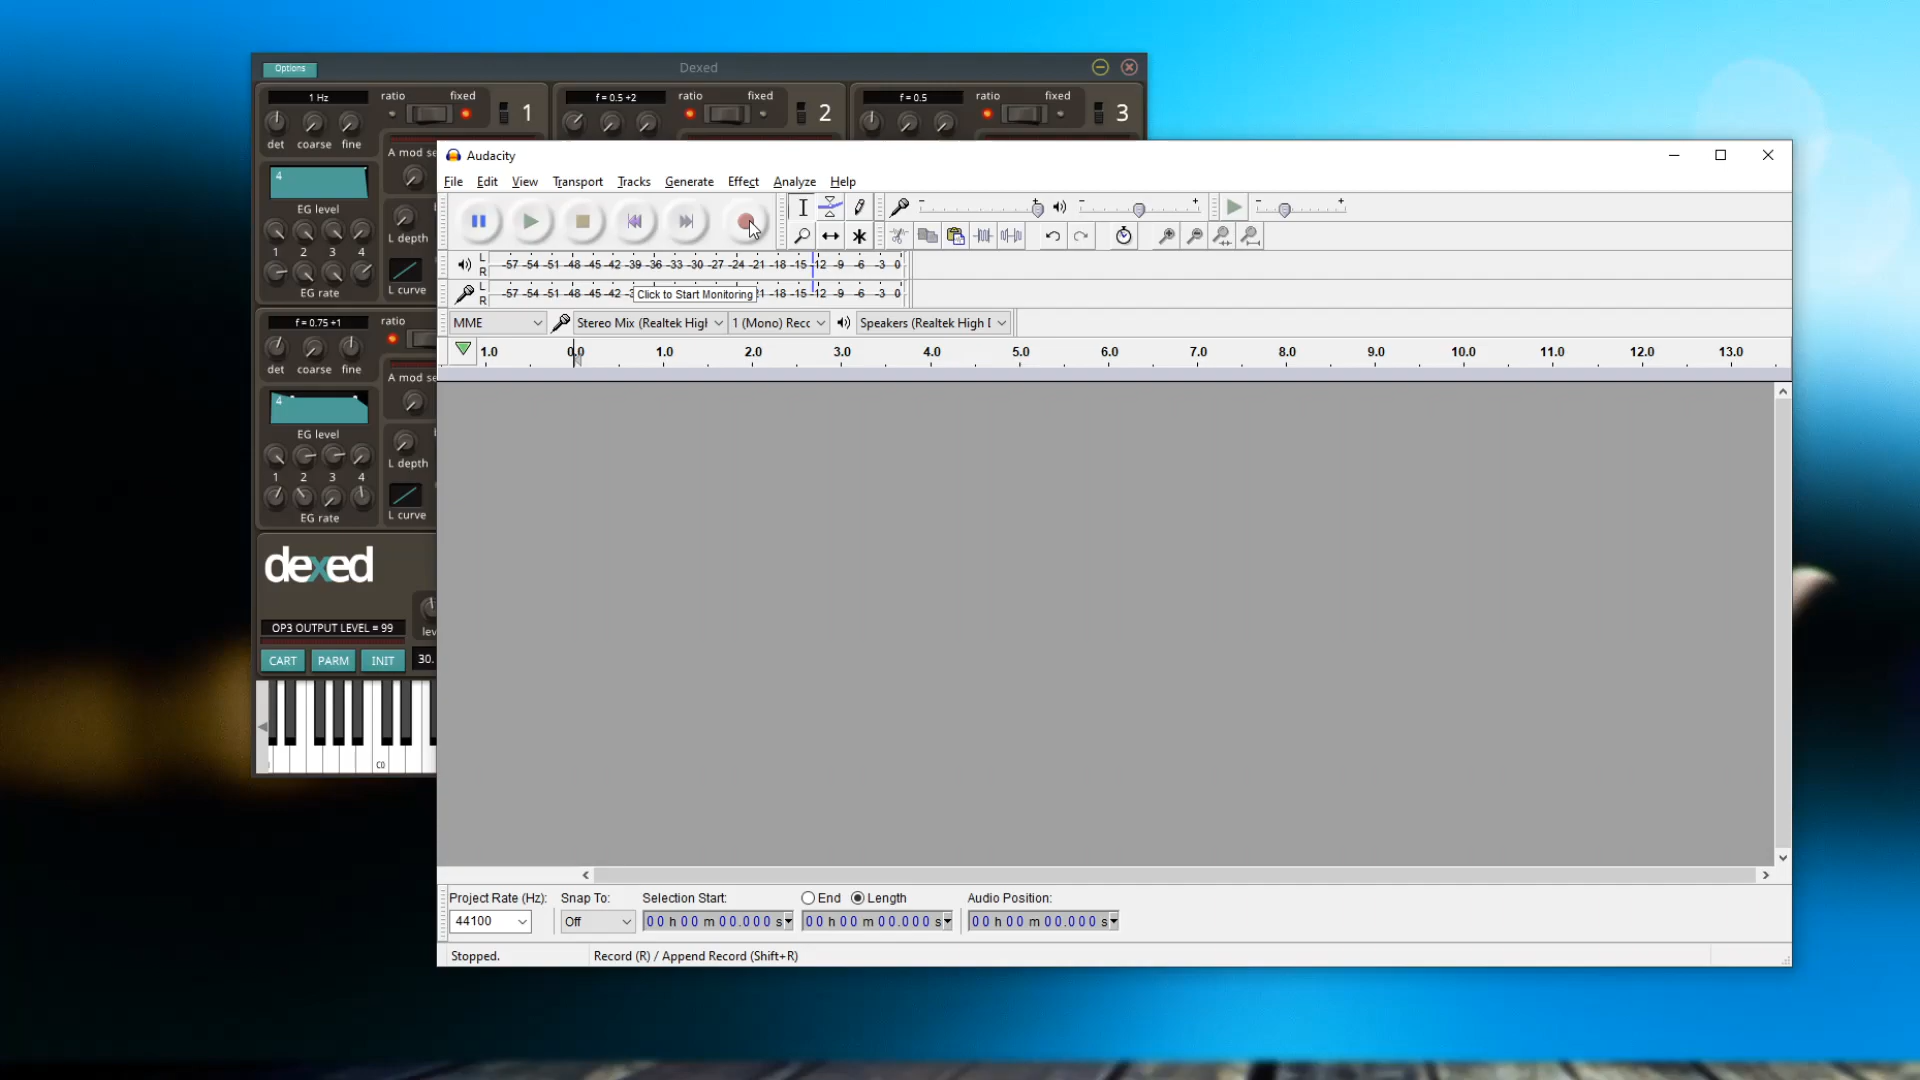 Options
Dexed
1 Hz
ratio
fixed
1
f = 0.5 +2
ratio
fixed
2
f = 0.5
ratio
fixed
3
det
coarse
fine
A mod se
4
EG level
L depth
1
2
3
4
EG rate
L curve
f = 0.75 +1
ratio
det
coarse
fine
A mod se
4
EG level
L depth
1
2
3
4
EG rate
L curve
dexed
OP3 OUTPUT LEVEL = 99
lev
CART
PARM
INIT
30.
C0
Audacity
File Edit View Transport Tracks Generate Effect Analyze Help
L
R
-57 -54 -51 -48 -45 -42 -39 -36 -33 -30 -27 -24 -21 -18 -15 -12 -9 -6 -3 0
L
R
-57 -54 -51 -48 -45 -42 Click to Start Monitoring -18 -15 -12 -9 -6 -3 0
MME
Stereo Mix (Realtek High
1 (Mono) Recc
Speakers (Realtek High D
1.0 0.0 1.0 2.0 3.0 4.0 5.0 6.0 7.0 8.0 9.0 10.0 11.0 12.0 13.0
Project Rate (Hz):
Snap To:
Selection Start:
End
Length
Audio Position:
44100
Off
00 h 00 m 00.000 s
00 h 00 m 00.000 s
00 h 00 m 00.000 s
Stopped.
Record (R) / Append Record (Shift+R)